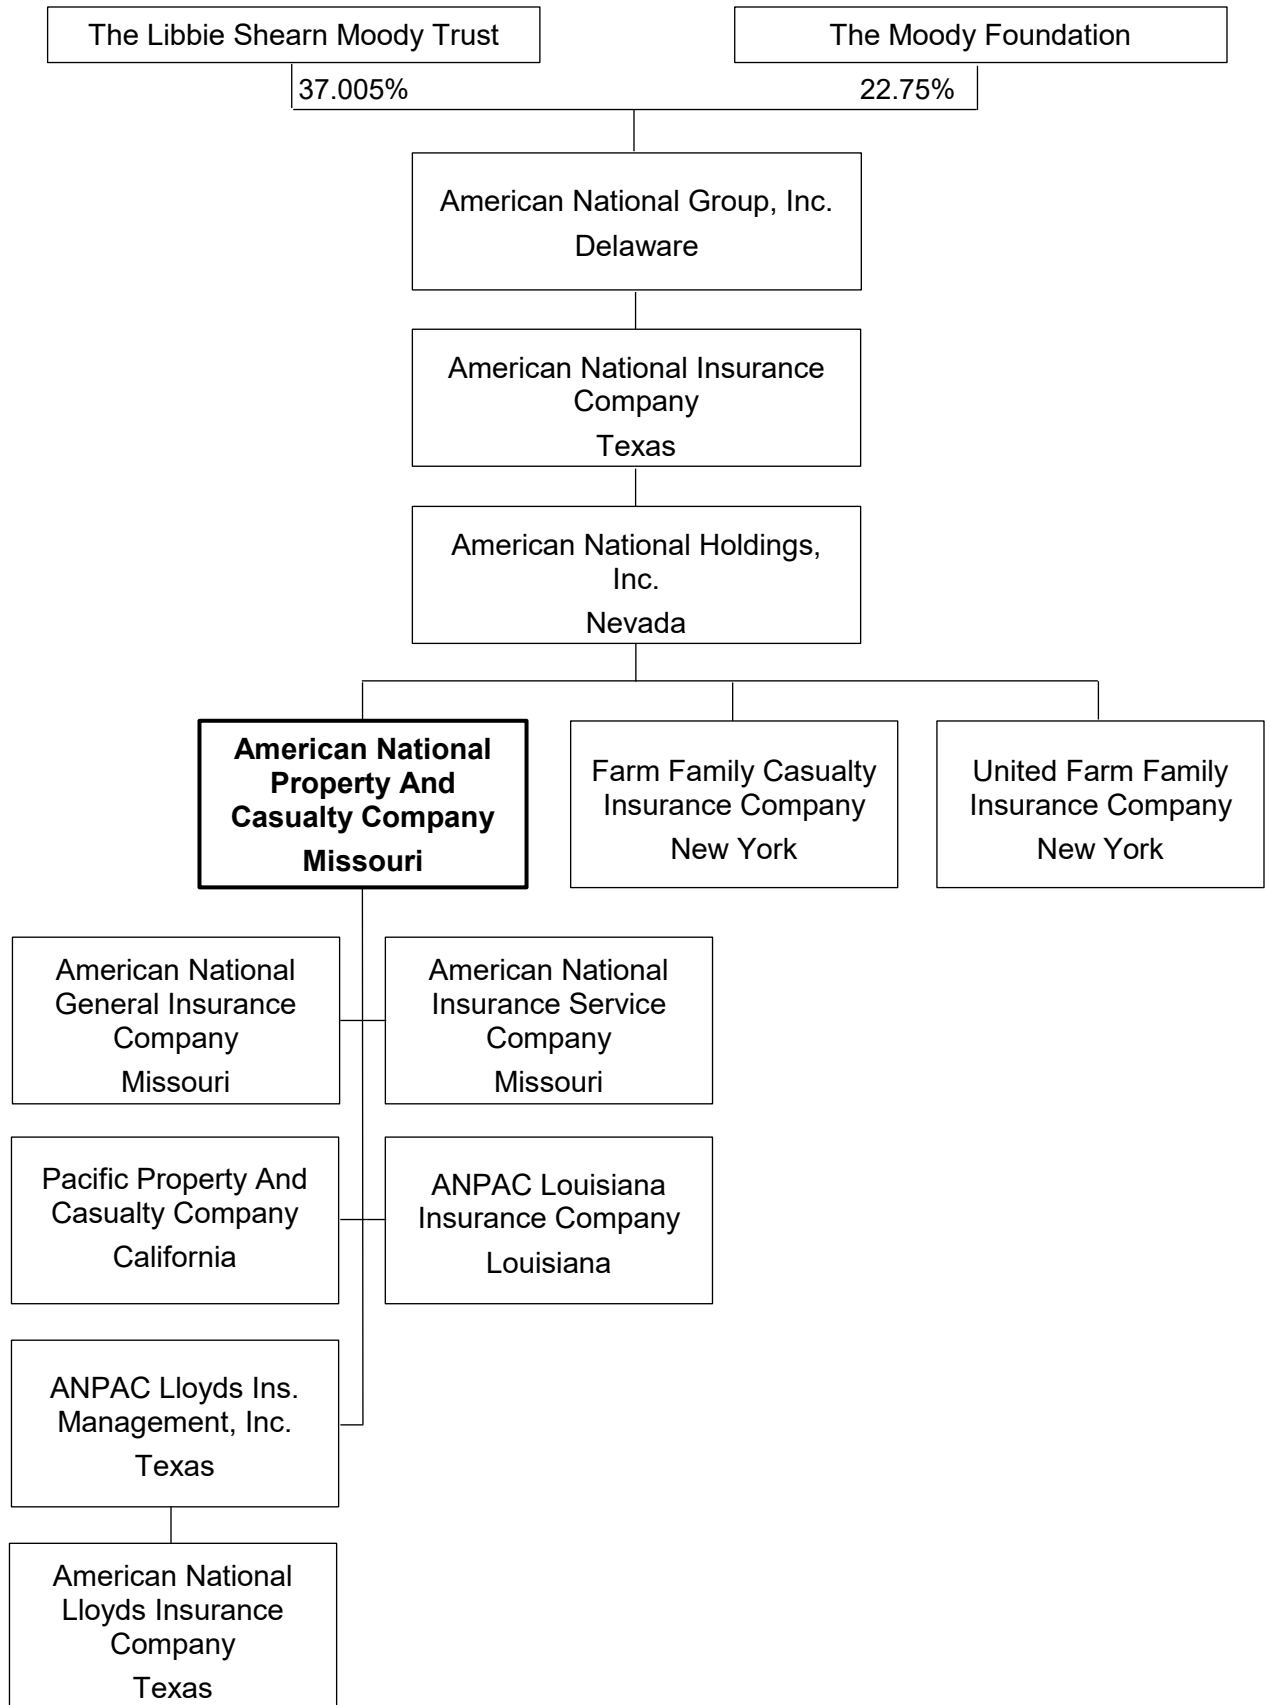 The Libbie Shearn Moody Trust
The Moody Foundation
37.005%
22.75%
American National Group, Inc.
Delaware
American National Insurance
Company
Texas
American National Holdings,
Inc.
Nevada
American National
Property And
Casualty Company
Missouri
Farm Family Casualty
Insurance Company
New York
United Farm Family
Insurance Company
New York
American National
General Insurance
Company
Missouri
American National
Insurance Service
Company
Missouri
Pacific Property And
Casualty Company
California
ANPAC Louisiana
Insurance Company
Louisiana
ANPAC Lloyds Ins.
Management, Inc.
Texas
American National
Lloyds Insurance
Company
Texas